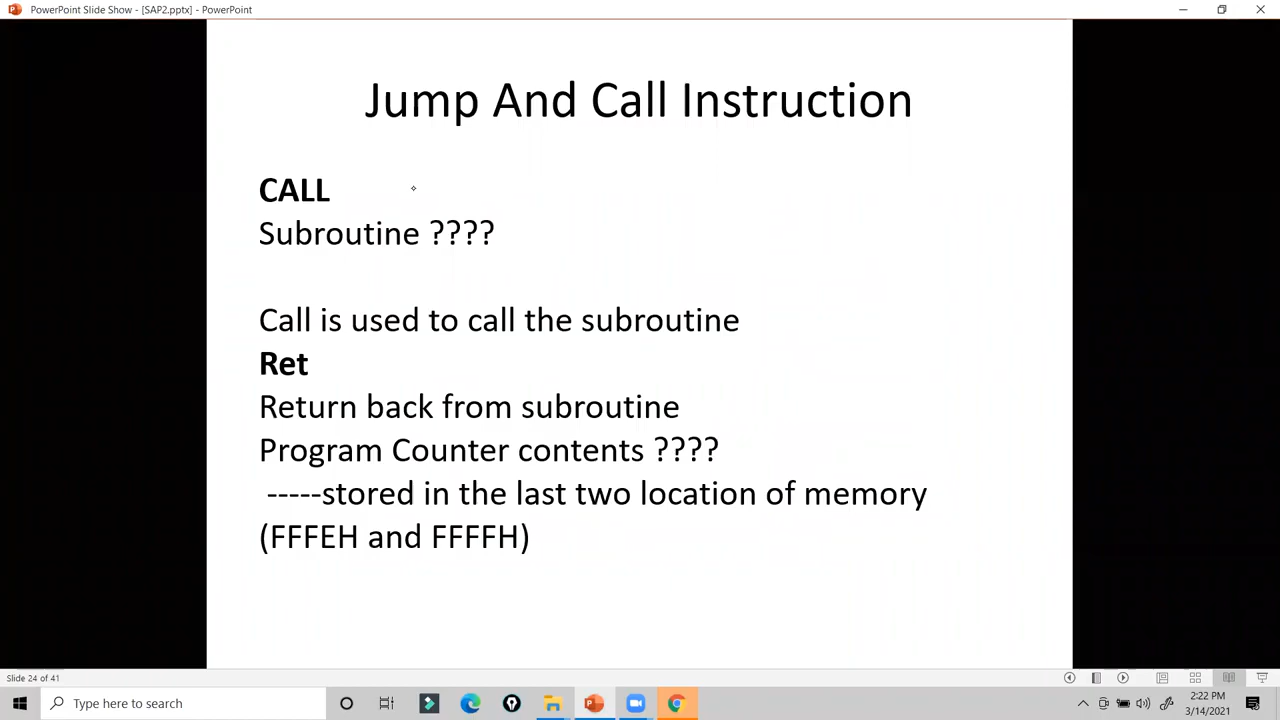 PowerPoint Slide Show - [SAP2.pptx] - PowerPoint
Jump And Call Instruction
CALL
Subroutine ????
Call is used to call the subroutine
Ret
Return back from subroutine
Program Counter contents ????
-----stored in the last two location of memory
(FFFEH and FFFFH)
Slide 24 of 41
Type here to search
2:22 PM
3/14/2021